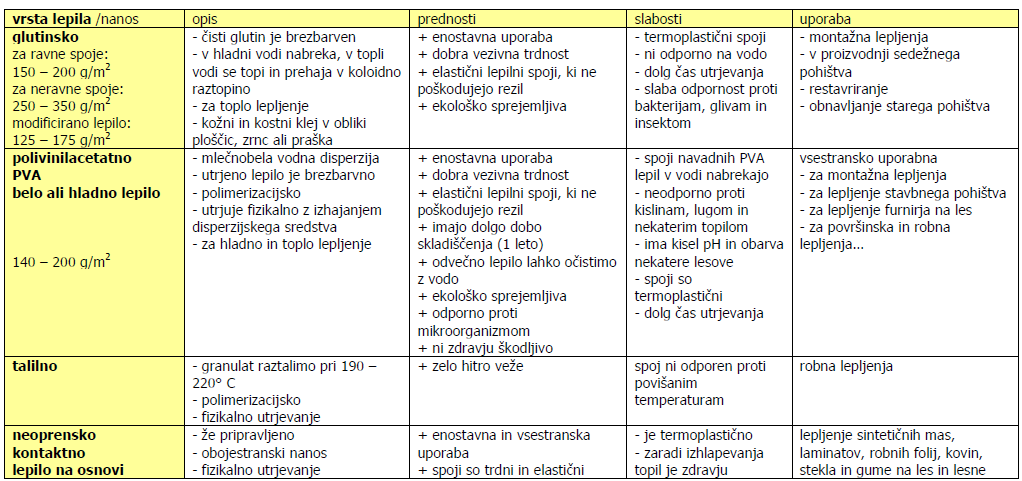 vrsta lepila /nanos
opis
prednosti
slabosti
uporaba
glutinsko
za ravne spoje:
150 – 200 g/m2
za neravne spoje:
250 – 350 g/m2
modificirano lepilo:
125 – 175 g/m2
- čisti glutin je brezbarven
- v hladni vodi nabreka, v topli
vodi se topi in prehaja v koloidno
raztopino
- za toplo lepljenje
- kožni in kostni klej v obliki
ploščic, zrnc ali praška
+ enostavna uporaba
+ dobra vezivna trdnost
+ elastični lepilni spoji, ki ne
poškodujejo rezil
+ ekološko sprejemljiva
- termoplastični spoji
- ni odporno na vodo
- dolg čas utrjevanja
- slaba odpornost proti
bakterijam, glivam in
insektom
- montažna lepljenja
- v proizvodnji sedežnega
pohištva
- restavriranje
- obnavljanje starega pohištva
polivinilacetatno
PVA
belo ali hladno lepilo
140 – 200 g/m2
- mlečnobela vodna disperzija
- utrjeno lepilo je brezbarvno
- polimerizacijsko
- utrjuje fizikalno z izhajanjem
disperzijskega sredstva
- za hladno in toplo lepljenje
+ enostavna uporaba
+ dobra vezivna trdnost
+ elastični lepilni spoji, ki ne
poškodujejo rezil
+ imajo dolgo dobo
skladiščenja (1 leto)
+ odvečno lepilo lahko očistimo
z vodo
+ ekološko sprejemljiva
+ odporno proti
mikroorganizmom
+ ni zdravju škodljivo
- spoji navadnih PVA
lepil v vodi nabrekajo
- neodporno proti
kislinam, lugom in
nekaterim topilom
- ima kisel pH in obarva
nekatere lesove
- spoji so
termoplastični
- dolg čas utrjevanja
vsestransko uporabna
- za montažna lepljenja
- za lepljenje stavbnega pohištva
- za lepljenje furnirja na les
- za površinska in robna
lepljenja...
talilno
- granulat raztalimo pri 190 –
220° C
- polimerizacijsko
- fizikalno utrjevanje
+ zelo hitro veže
spoj ni odporen proti
povišanim
temperaturam
robna lepljenja
neoprensko
kontaktno
lepilo na osnovi
- že pripravljeno
- obojestranski nanos
- fizikalno utrjevanje
+ enostavna in vsestranska
uporaba
+ spoji so trdni in elastični
- je termoplastično
- zaradi izhlapevanja
topil je zdravju
lepljenje sintetičnih mas,
laminatov, robnih folij, kovin,
stekla in gume na les in lesne